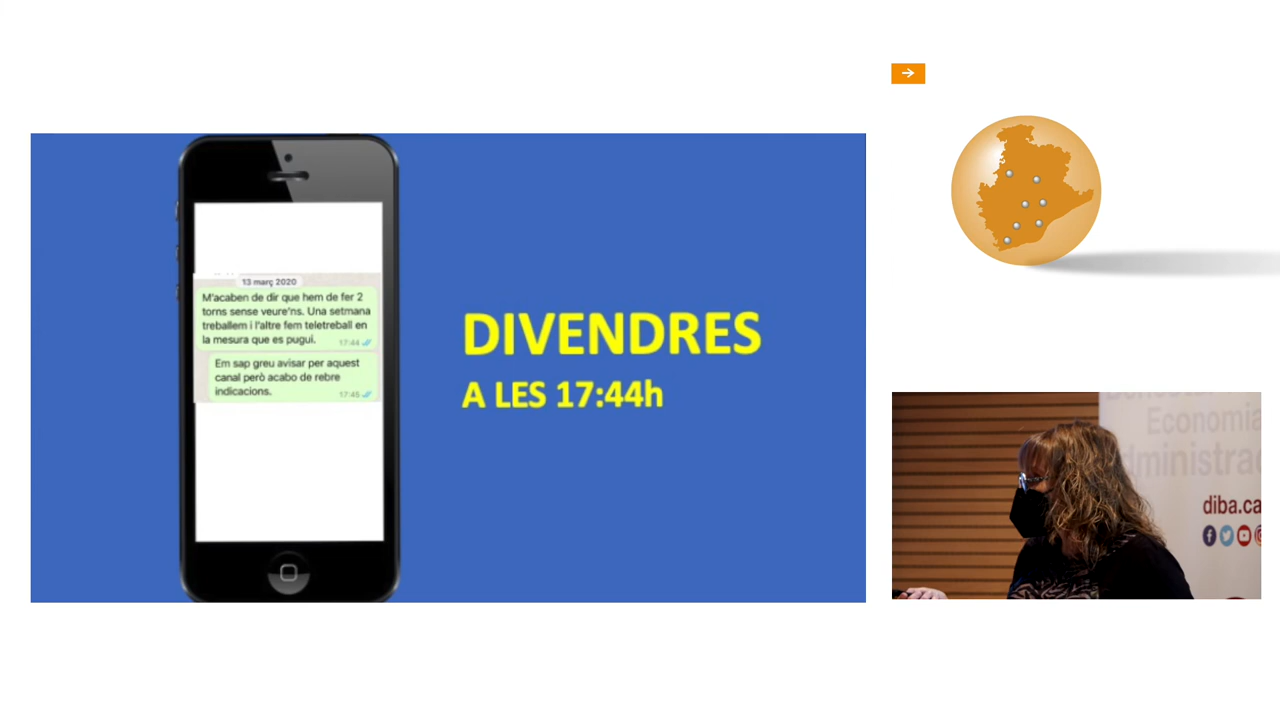 13 març 2020
M'acaben de dir que hem de fer 2
torns sense veure'ns. Una setmana
treballem i l'altre fem teletreball en
la mesura que es pugui. 17:44
Em sap greu avisar per aquest
canal però acabo de rebre
indicacions. 17:45
DIVENDRES
A LES 17:44h
Economia
dministrac
diba.ca